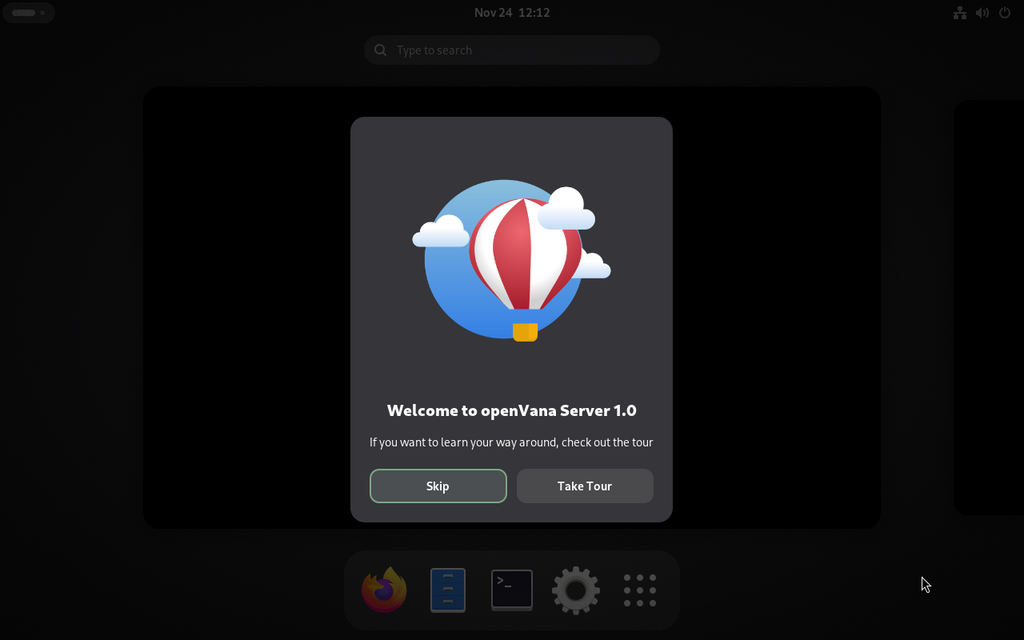 Nov 24 12:12
Type to search
Welcome to openVana Server 1.0
If you want to learn your way around, check out the tour
Skip
Take Tour
>_